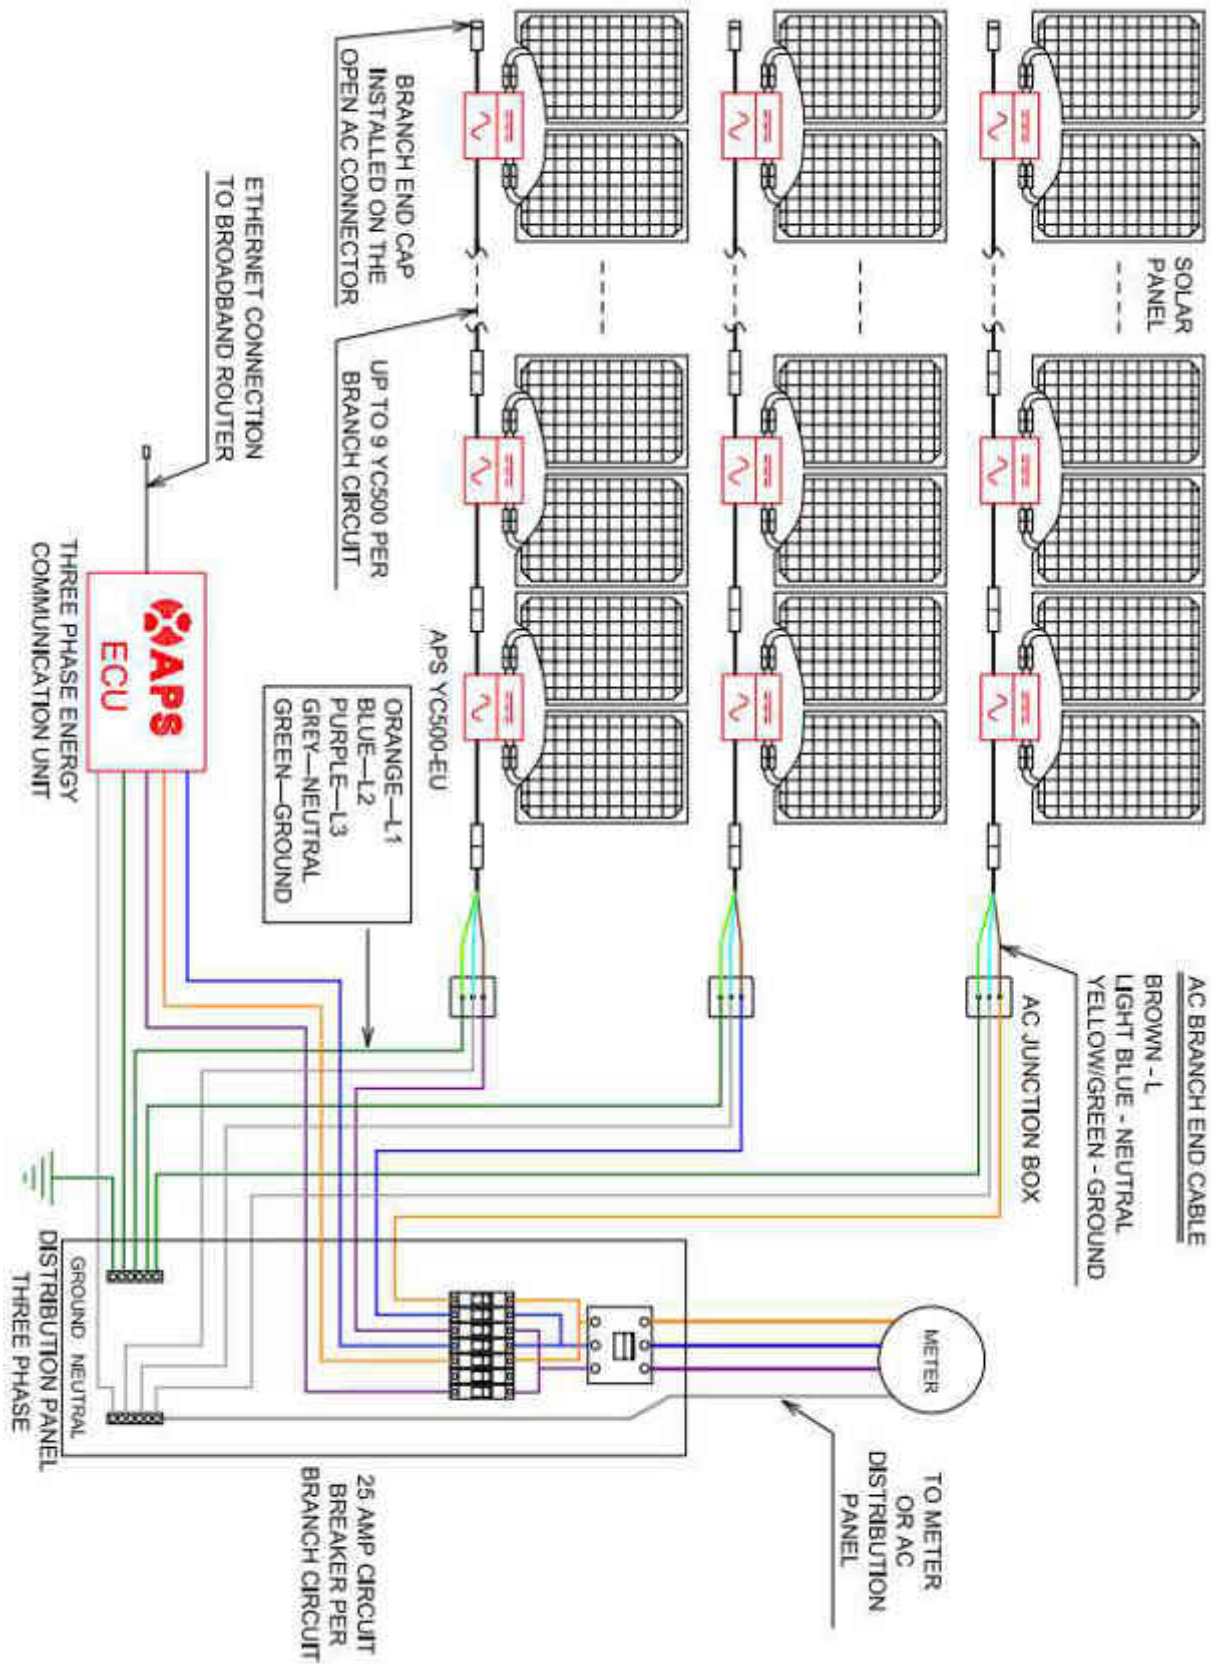 SOLAR
PANEL
AC BRANCH END CABLE
BROWN - L
LIGHT BLUE - NEUTRAL
YELLOW/GREEN - GROUND
AC JUNCTION BOX
BRANCH END CAP
INSTALLED ON THE
OPEN AC CONNECTOR
UP TO 9 YC500 PER
BRANCH CIRCUIT
APS YC500-EU
ORANGE—L1
BLUE—L2
PURPLE—L3
GREY—NEUTRAL
GREEN—GROUND
ETHERNET CONNECTION
TO BROADBAND ROUTER
APS
ECU
THREE PHASE ENERGY
COMMUNICATION UNIT
METER
TO METER
OR AC
DISTRIBUTION
PANEL
25 AMP CIRCUIT
BREAKER PER
BRANCH CIRCUIT
GROUND NEUTRAL
DISTRIBUTION PANEL
THREE PHASE